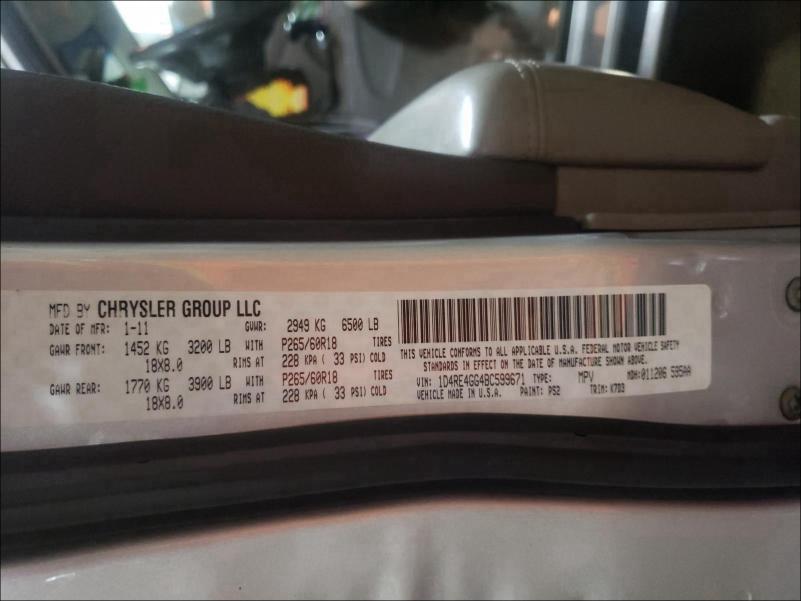 MFD BY CHRYSLER GROUP LLC
DATE OF MFR: 1-11 GVWR: 2949 KG 6500 LB
GAWR FRONT: 1452 KG 3200 LB WITH P265/60R18 TIRES
18X8.0 RIMS AT 228 KPA ( 33 PSI) COLD
GAWR REAR: 1770 KG 3900 LB WITH P265/60R18 TIRES
18X8.0 RIMS AT 228 KPA ( 33 PSI) COLD
THIS VEHICLE CONFORMS TO ALL APPLICABLE U.S.A. FEDERAL MOTOR VEHICLE SAFETY
STANDARDS IN EFFECT ON THE DATE OF MANUFACTURE SHOWN ABOVE.
VIN: 1D4RE4GG4BC599671 TYPE: MPV MDH: 011206 595AA
VEHICLE MADE IN U.S.A. PAINT: PS2 TRIM: K7D3